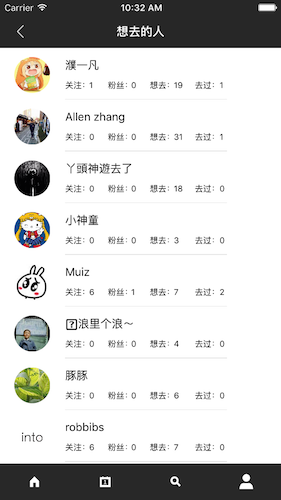 Carrier 10:32 AM
想去的人
濮一凡
关注：1 粉丝：0 想去：19 去过：1
Allen zhang
关注：0 粉丝：0 想去：31 去过：1
丫頭神遊去了
关注：0 粉丝：0 想去：18 去过：0
小神童
关注：0 粉丝：0 想去：3 去过：0
Muiz
关注：6 粉丝：1 想去：7 去过：2
浪里个浪～
关注：0 粉丝：0 想去：4 去过：0
豚豚
关注：0 粉丝：0 想去：2 去过：0
into
robbibs
关注：6 粉丝：0 想去：7 去过：0